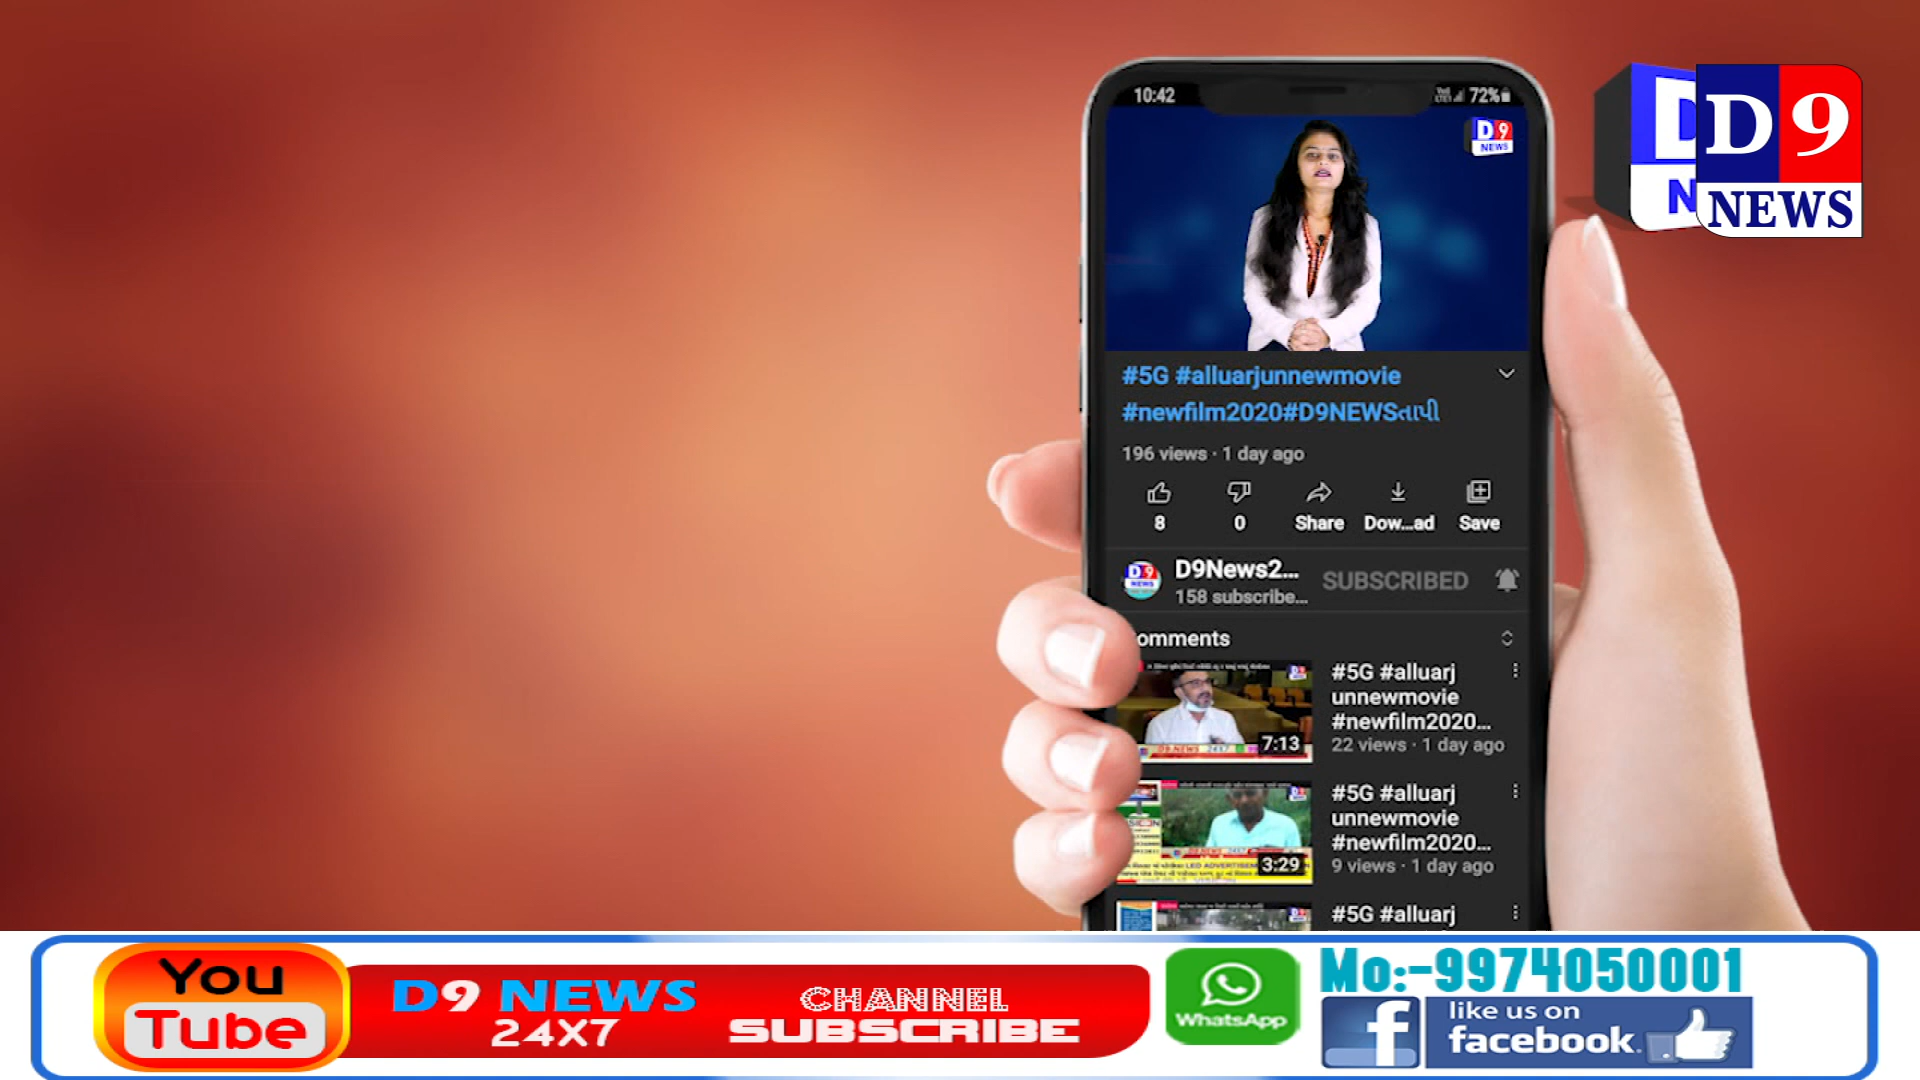 10:42
72%
D9
NEWS
D
N
D9
NEWS
#5G #alluarjunnewmovie
#newfilm2020#D9NEWSતાપી
196 views · 1 day ago
8
0
Share
Dow...ad
Save
D9
NEWS
D9News2...
158 subscribe...
SUBSCRIBED
omments
#5G #alluarj
unnewmovie
#newfilm2020...
22 views · 1 day ago
7:13
#5G #alluarj
unnewmovie
#newfilm2020...
9 views · 1 day ago
3:29
#5G #alluarj
You
Tube
D9 NEWS
24X7
CHANNEL
SUBSCRIBE
WhatsApp
Mo:-9974050001
f
like us on
facebook.